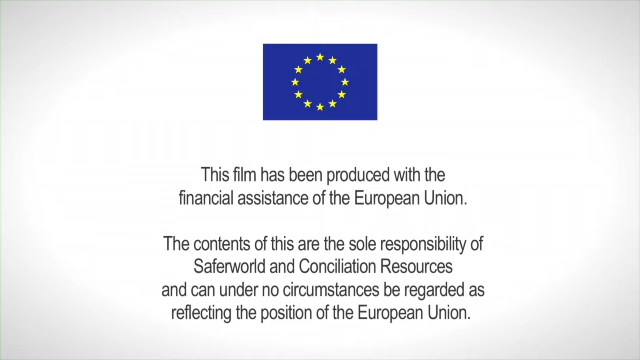 This film has been produced with the
financial assistance of the European Union.
The contents of this are the sole responsibility of
Saferworld and Conciliation Resources
and can under no circumstances be regarded as
reflecting the position of the European Union.